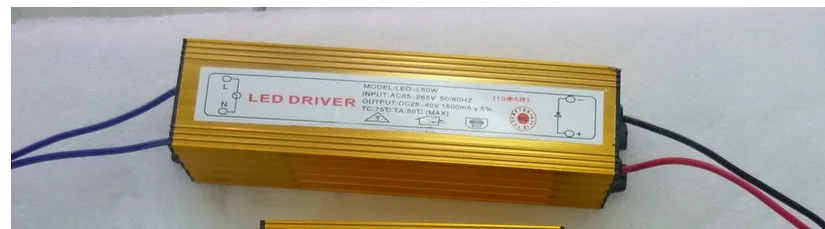 L
N
LED DRIVER
MODEL:LED-L50W
INPUT:AC85-265V 50/60HZ
OUTPUT:DC28-40V 1500mA± 5%
TC:75℃ TA:50℃ (MAX)
(10串5并)
−
+